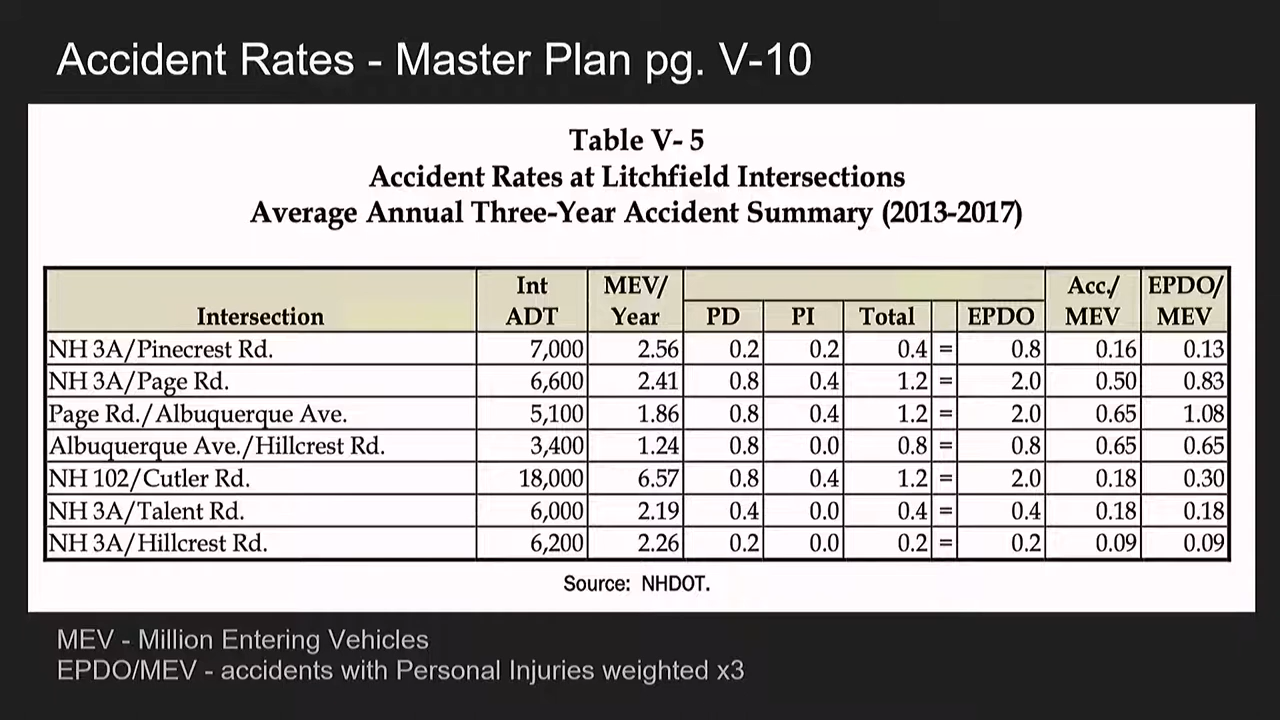 Accident Rates - Master Plan pg. V-10
Table V- 5
Accident Rates at Litchfield Intersections
Average Annual Three-Year Accident Summary (2013-2017)
Int MEV/ Acc./ EPDO/
Intersection ADT Year PD PI Total EPDO MEV MEV
NH 3A/Pinecrest Rd. 7,000 2.56 0.2 0.2 0.4 = 0.8 0.16 0.13
NH 3A/Page Rd. 6,600 2.41 0.8 0.4 1.2 = 2.0 0.50 0.83
Page Rd./Albuquerque Ave. 5,100 1.86 0.8 0.4 1.2 = 2.0 0.65 1.08
Albuquerque Ave./Hillcrest Rd. 3,400 1.24 0.8 0.0 0.8 = 0.8 0.65 0.65
NH 102/Cutler Rd. 18,000 6.57 0.8 0.4 1.2 = 2.0 0.18 0.30
NH 3A/Talent Rd. 6,000 2.19 0.4 0.0 0.4 = 0.4 0.18 0.18
NH 3A/Hillcrest Rd. 6,200 2.26 0.2 0.0 0.2 = 0.2 0.09 0.09
Source: NHDOT.
MEV - Million Entering Vehicles
EPDO/MEV - accidents with Personal Injuries weighted x3